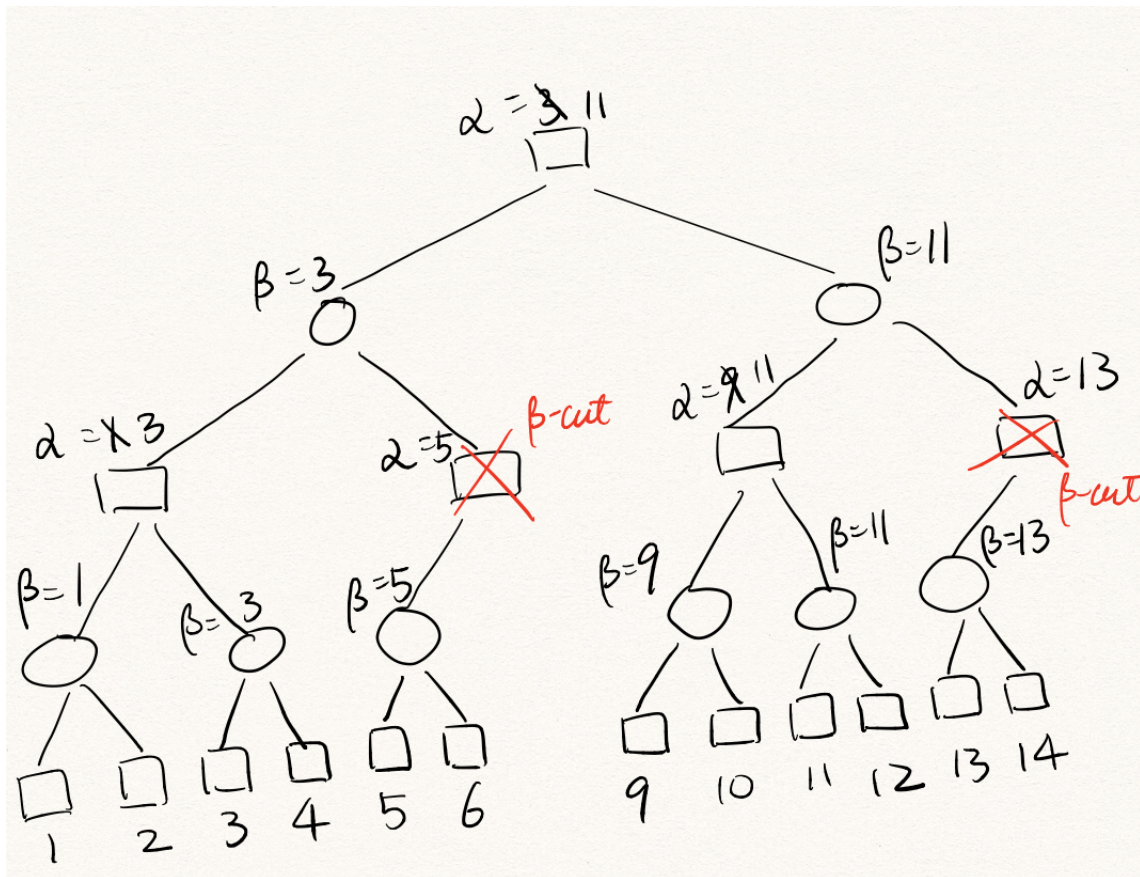 α = 3 11
β = 3
β = 11
α = 1 3
α = 5
β-cut
α = 9 11
α = 13
β-cut
β = 1
β = 3
β = 5
β = 9
β = 11
β = 13
1 2 3 4 5 6 9 10 11 12 13 14